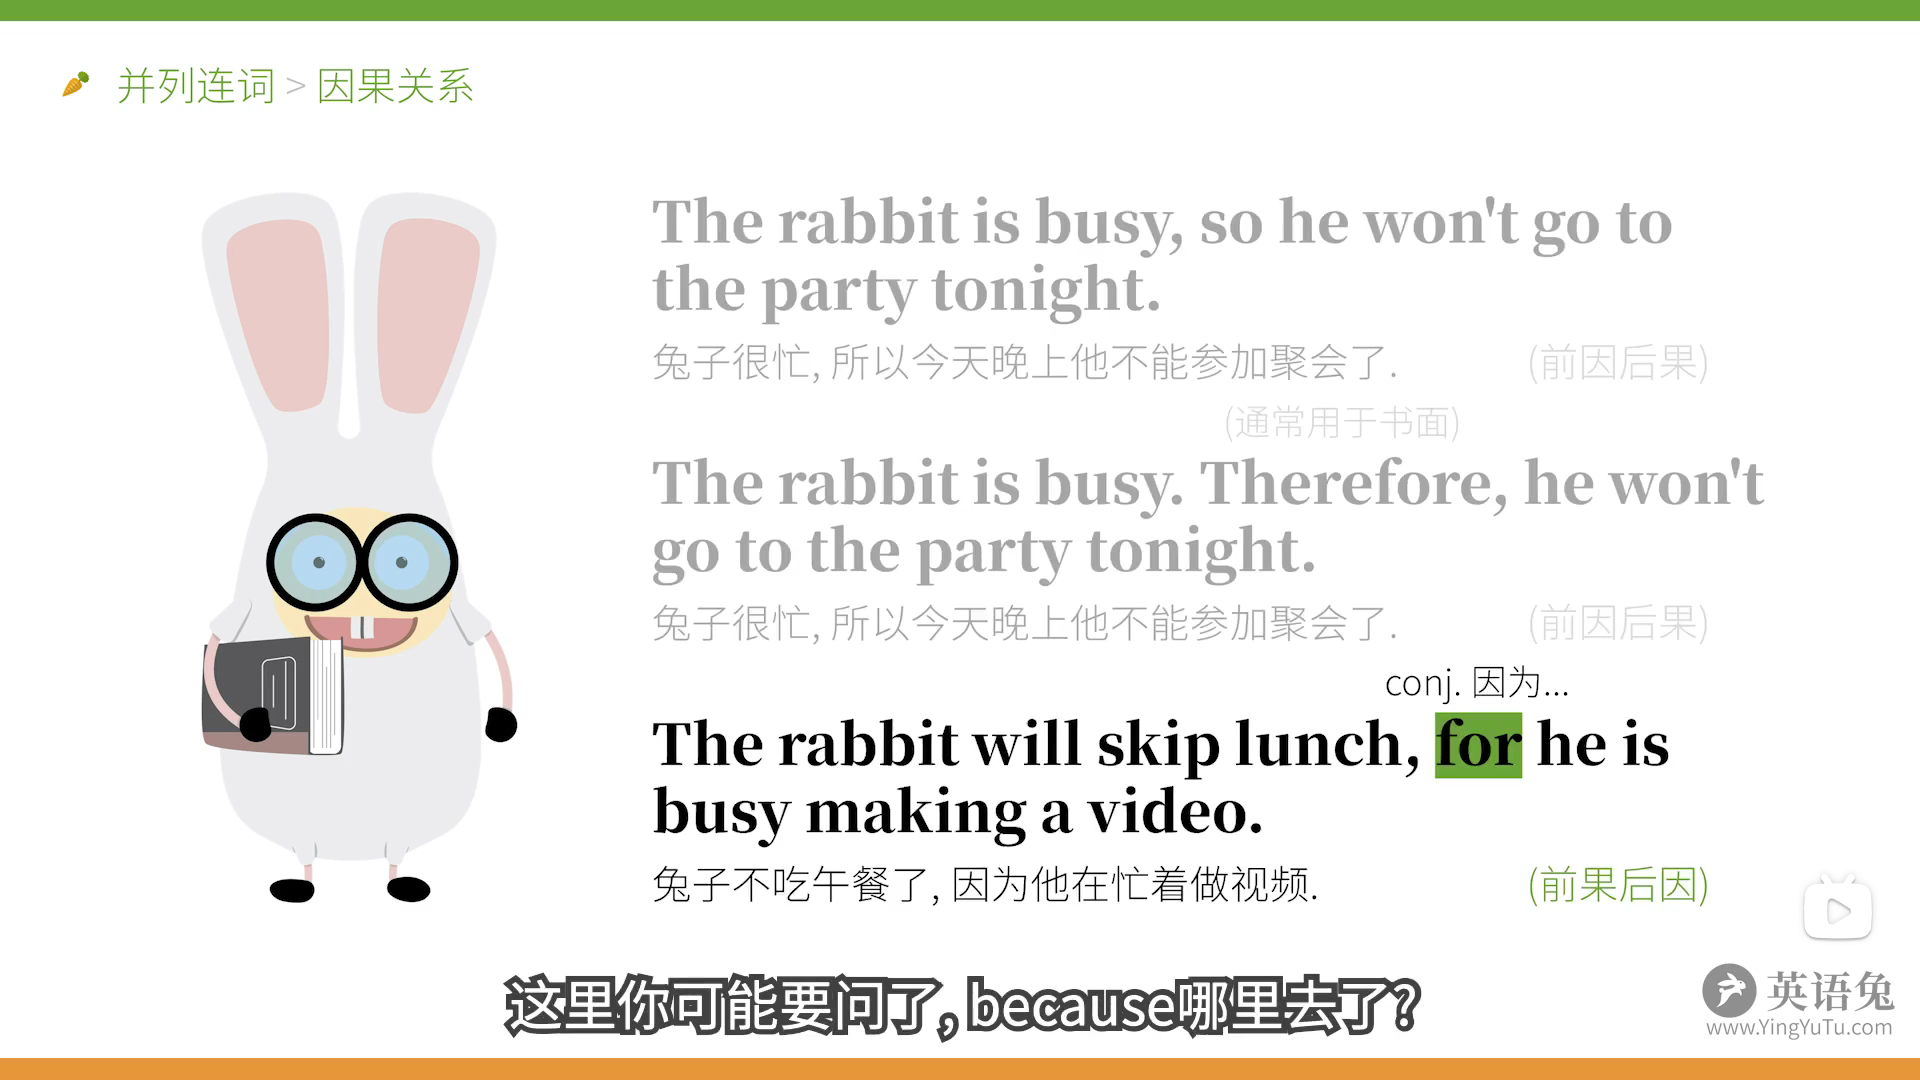 并列连词 > 因果关系
The rabbit is busy, so he won't go to
the party tonight.
兔子很忙, 所以今天晚上他不能参加聚会了. (前因后果)
(通常用于书面)
The rabbit is busy. Therefore, he won't
go to the party tonight.
兔子很忙, 所以今天晚上他不能参加聚会了. (前因后果)
conj. 因为...
The rabbit will skip lunch, for he is
busy making a video.
兔子不吃午餐了, 因为他在忙着做视频. (前果后因)
这里你可能要问了, because哪里去了?
英语兔
www.YingYuTu.com